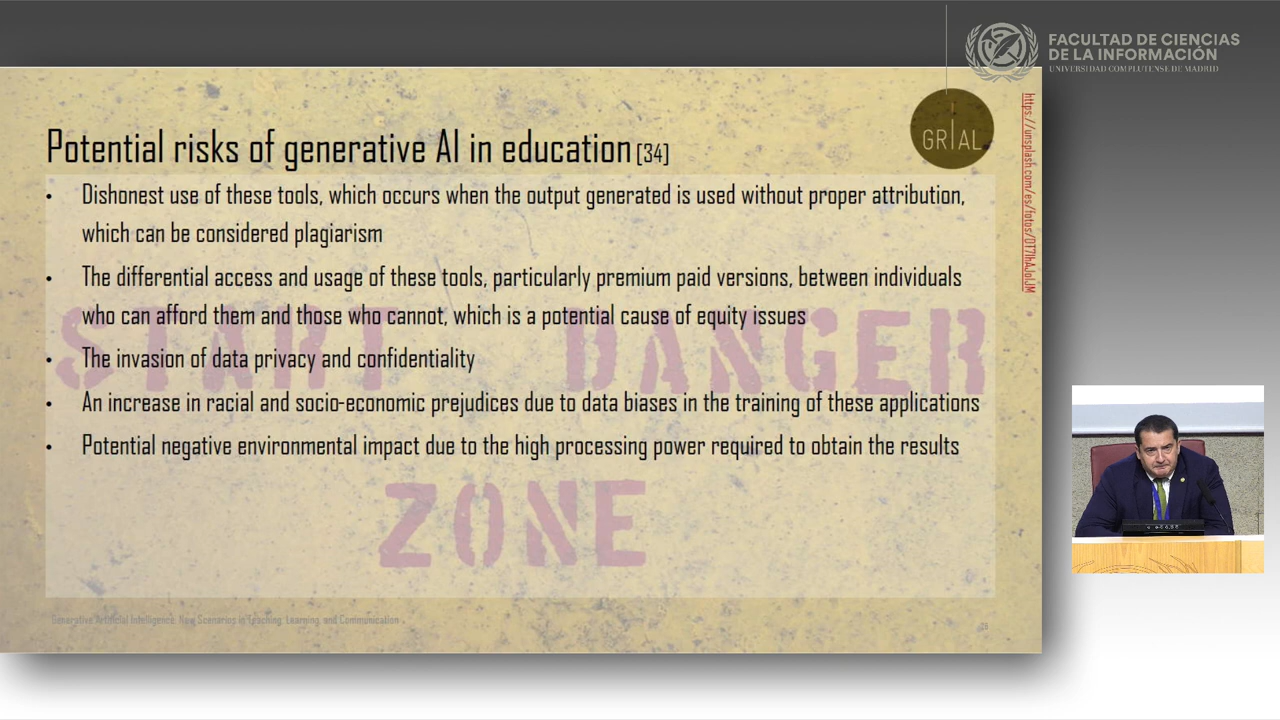 FACULTAD DE CIENCIAS
DE LA INFORMACIÓN
UNIVERSIDAD COMPLUTENSE DE MADRID
GRIAL
Potential risks of generative AI in education [34]
• Dishonest use of these tools, which occurs when the output generated is used without proper attribution,
which can be considered plagiarism
• The differential access and usage of these tools, particularly premium paid versions, between individuals
who can afford them and those who cannot, which is a potential cause of equity issues
• The invasion of data privacy and confidentiality
• An increase in racial and socio-economic prejudices due to data biases in the training of these applications
• Potential negative environmental impact due to the high processing power required to obtain the results
START DANGER
ZONE
Generative Artificial Intelligence: New Scenarios in Teaching, Learning, and Communication